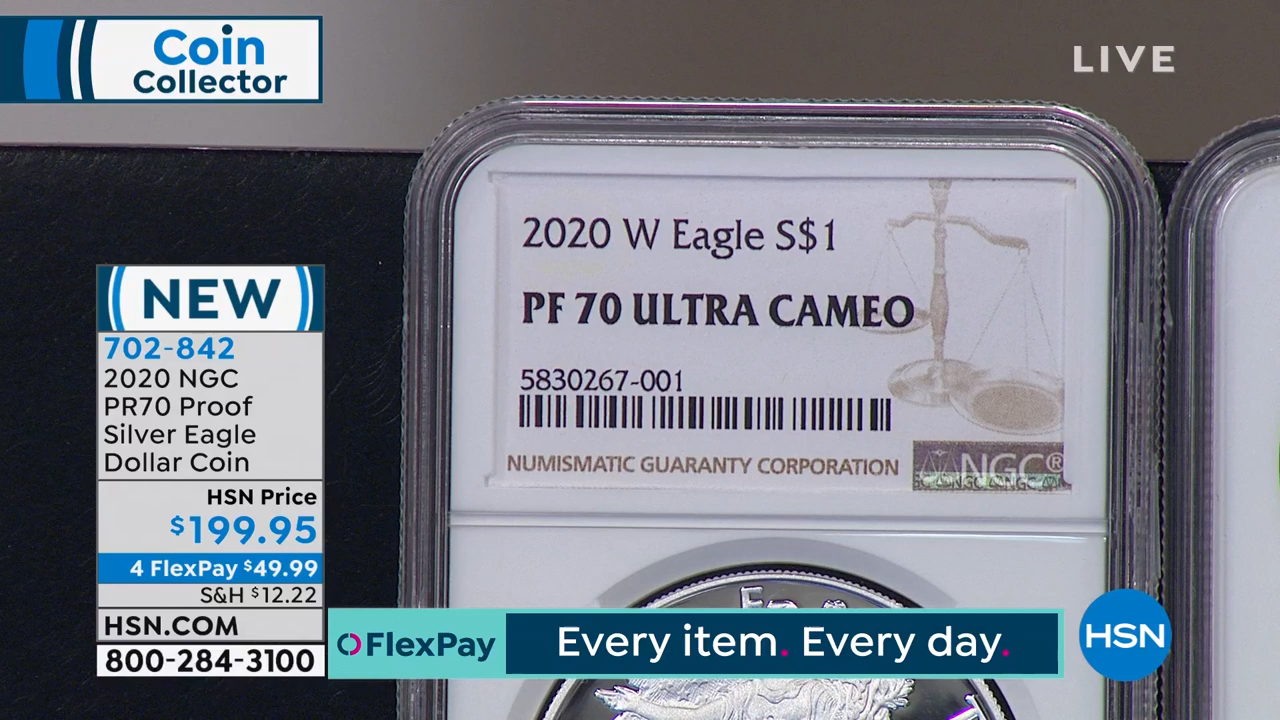 Coin
Collector
LIVE
2020 W Eagle S$1
PF 70 ULTRA CAMEO
5830267-001
NUMISMATIC GUARANTY CORPORATION
NGC®
NEW
702-842
2020 NGC
PR70 Proof
Silver Eagle
Dollar Coin
HSN Price
$199.95
4 FlexPay $49.99
S&H $12.22
HSN.COM
800-284-3100
FlexPay
Every item. Every day.
HSN